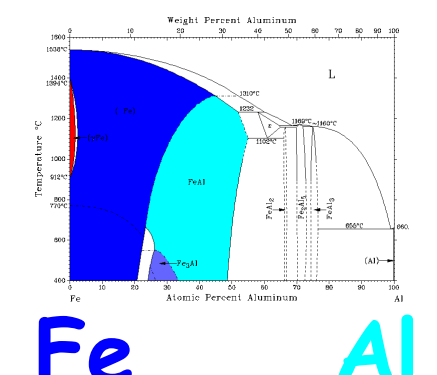 Weight Percent Aluminum
0 10 20 30 40 50 60 70 80 90 100
1600
1538°C
1400
1394°C
1310°C
L
1232
1200
ε
1169°C
~1160°C
1102°C
1000
912°C
FeAl
800
770°C
FeAl2
Fe2Al5
FeAl3
600
655°C
660.
Fe3Al
(Al)
400
0 10 20 30 40 50 60 70 80 90 100
Temperature °C
Fe
Atomic Percent Aluminum
Al
Fe
Al